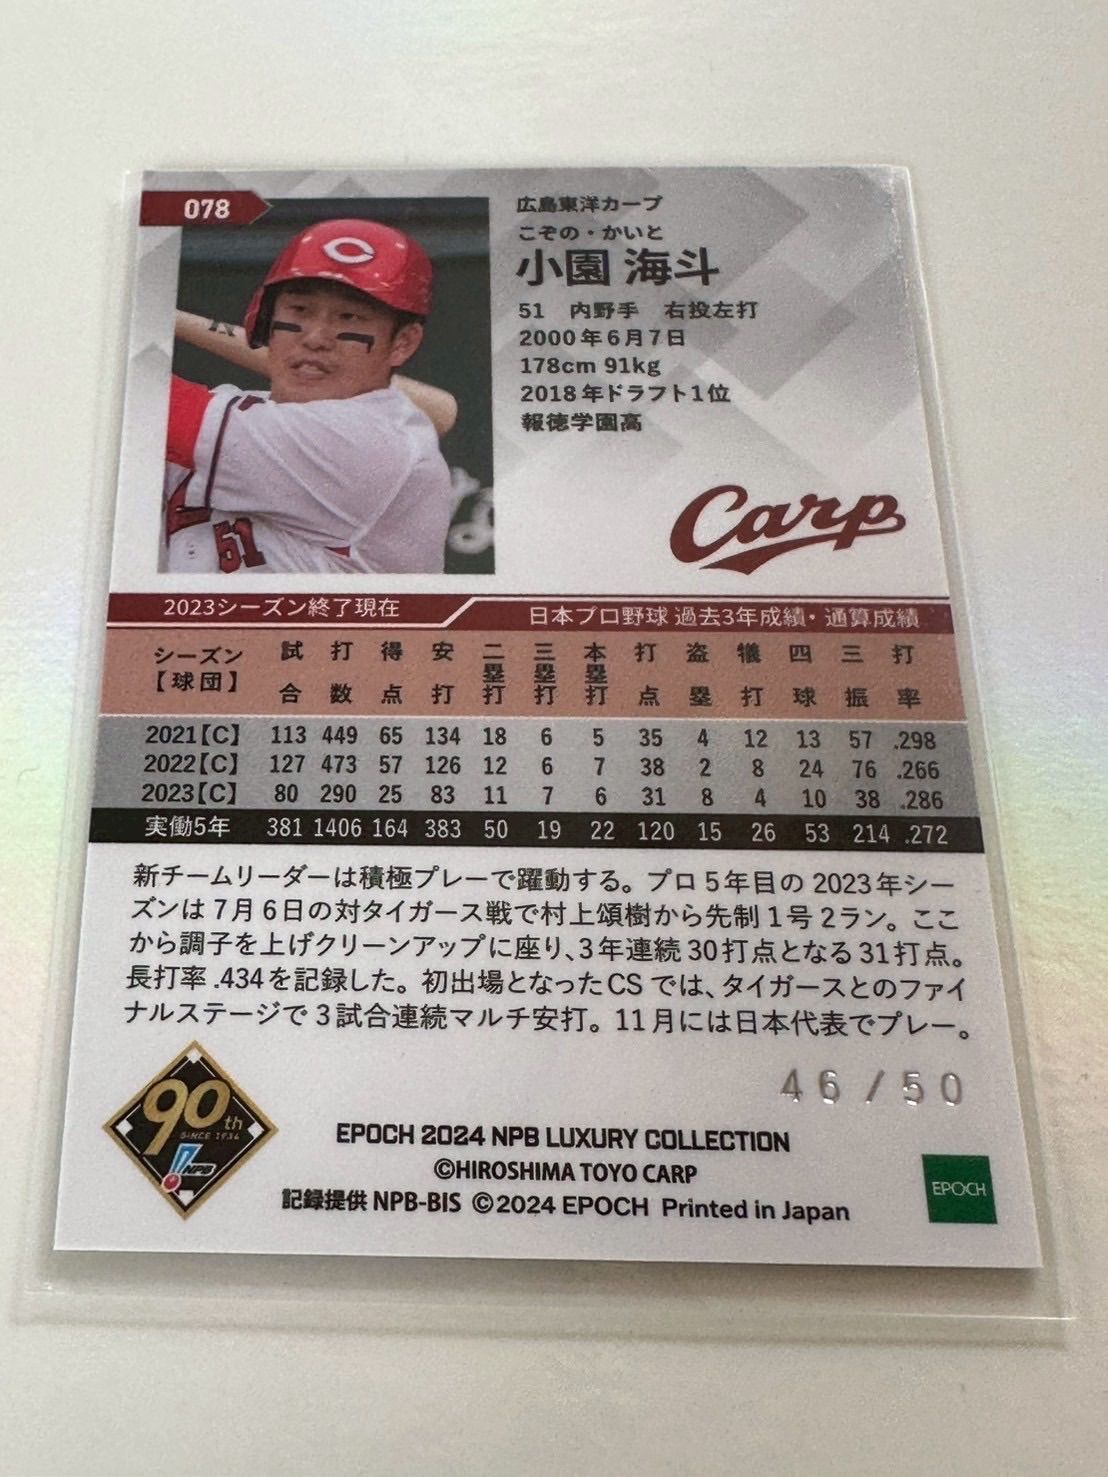 078
広島東洋カープ
こぞの・かいと
小園 海斗
51 内野手 右投左打
2000年6月7日
178cm 91kg
2018年ドラフト1位
報徳学園高
C
51
Carp
2023シーズン終了現在
日本プロ野球 過去3年成績・通算成績
シーズン【球団】 試合 打数 得点 安打 二塁打 三塁打 本塁打 打点 盗塁 犠打 四球 三振 打率
2021【C】 113 449 65 134 18 6 5 35 4 12 13 57 .298
2022【C】 127 473 57 126 12 6 7 38 2 8 24 76 .266
2023【C】 80 290 25 83 11 7 6 31 8 4 10 38 .286
実働5年 381 1406 164 383 50 19 22 120 15 26 53 214 .272
新チームリーダーは積極プレーで躍動する。プロ5年目の2023年シー
ズンは7月6日の対タイガース戦で村上頌樹から先制1号2ラン。ここ
から調子を上げクリーンアップに座り、3年連続30打点となる31打点。
長打率.434を記録した。初出場となったCSでは、タイガースとのファイ
ナルステージで3試合連続マルチ安打。11月には日本代表でプレー。
46/50
90th
SINCE 1934
NPB
EPOCH 2024 NPB LUXURY COLLECTION
©HIROSHIMA TOYO CARP
記録提供 NPB-BIS ©2024 EPOCH Printed in Japan
EPOCH